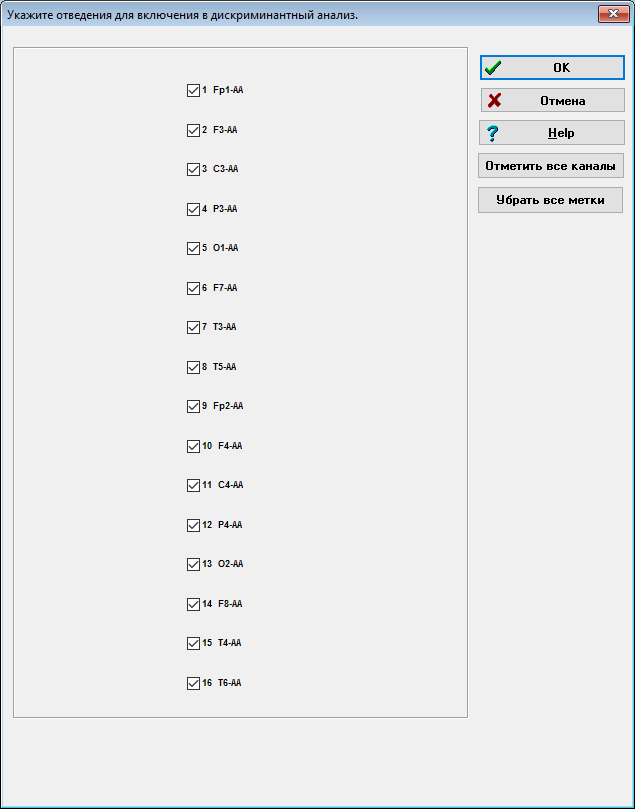 Укажите отведения для включения в дискриминантный анализ.
1 Fp1-AA
2 F3-AA
3 C3-AA
4 P3-AA
5 O1-AA
6 F7-AA
7 T3-AA
8 T5-AA
9 Fp2-AA
10 F4-AA
11 C4-AA
12 P4-AA
13 O2-AA
14 F8-AA
15 T4-AA
16 T6-AA
OK
Отмена
Help
Отметить все каналы
Убрать все метки